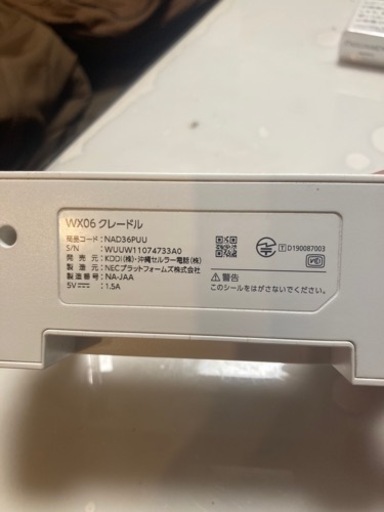 WX06 クレードル
商品コード : NAD36PUU
S/N : WUUW11074733A0
発 売 元 : KDDI(株)・沖縄セルラー電話(株)
製 造 元 : NECプラットフォームズ株式会社
製造番号 : NA-JAA
5V⎓ : 1.5A
T D190087003
⚠警告
このシールをはがさないでください。